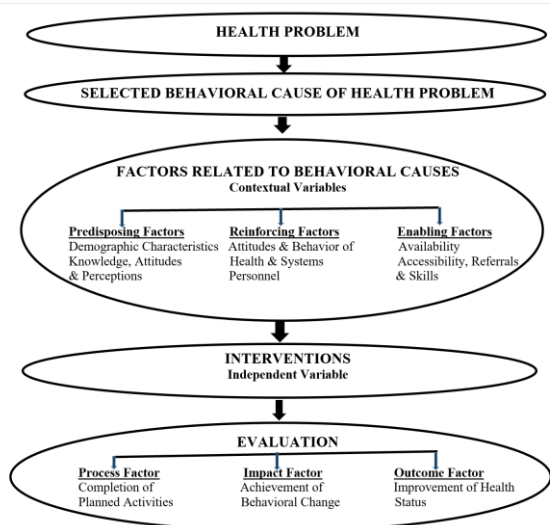 HEALTH PROBLEM
SELECTED BEHAVIORAL CAUSE OF HEALTH PROBLEM
FACTORS RELATED TO BEHAVIORAL CAUSES
Contextual Variables
Predisposing Factors
Demographic Characteristics
Knowledge, Attitudes
& Perceptions
Reinforcing Factors
Attitudes & Behavior of
Health & Systems
Personnel
Enabling Factors
Availability
Accessibility, Referrals
& Skills
INTERVENTIONS
Independent Variable
EVALUATION
Process Factor
Completion of
Planned Activities
Impact Factor
Achievement of
Behavioral Change
Outcome Factor
Improvement of Health
Status